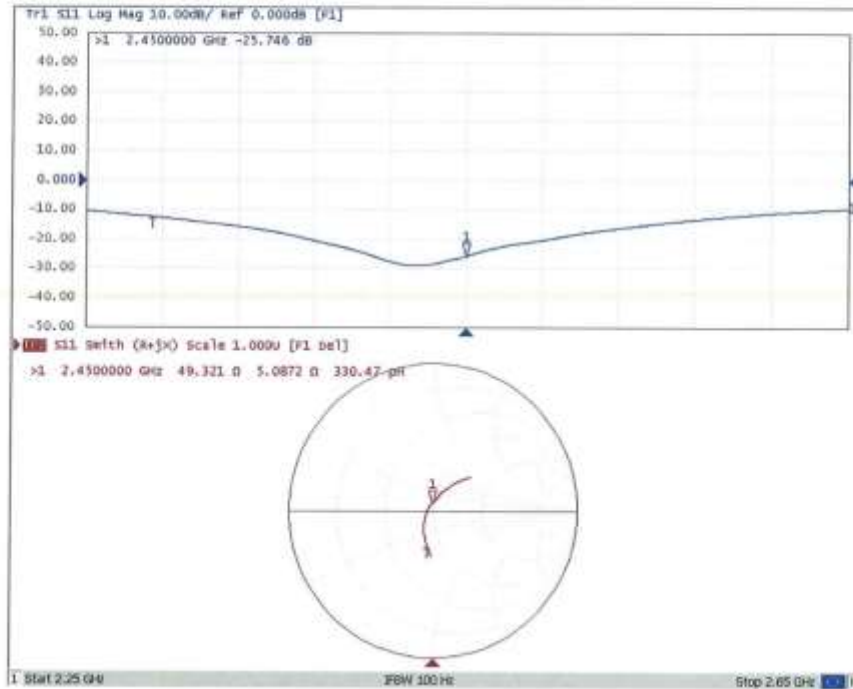 Tr1 S11 Log Mag 10.00dB/ Ref 0.000dB [F1]
50.00
>1 2.4500000 GHz -25.746 dB
40.00
30.00
20.00
10.00
0.000
-10.00
1
-20.00
-30.00
-40.00
-50.00
S11 Smith (R+jX) Scale 1.000U [F1 Del]
>1 2.4500000 GHz 49.321 Ω 5.0872 Ω 330.47 pH
1
1 Start 2.25 GHz IFBW 100 Hz Stop 2.65 GHz